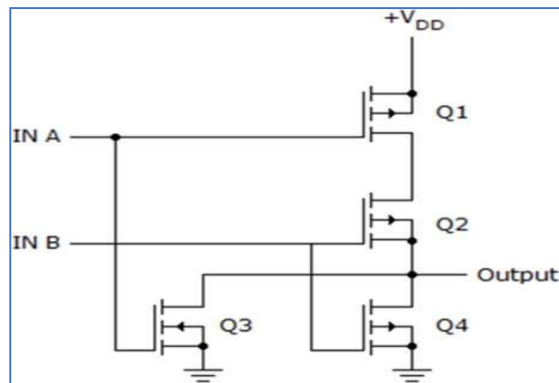 +VDD
Q1
IN A
Q2
IN B
Output
Q3
Q4